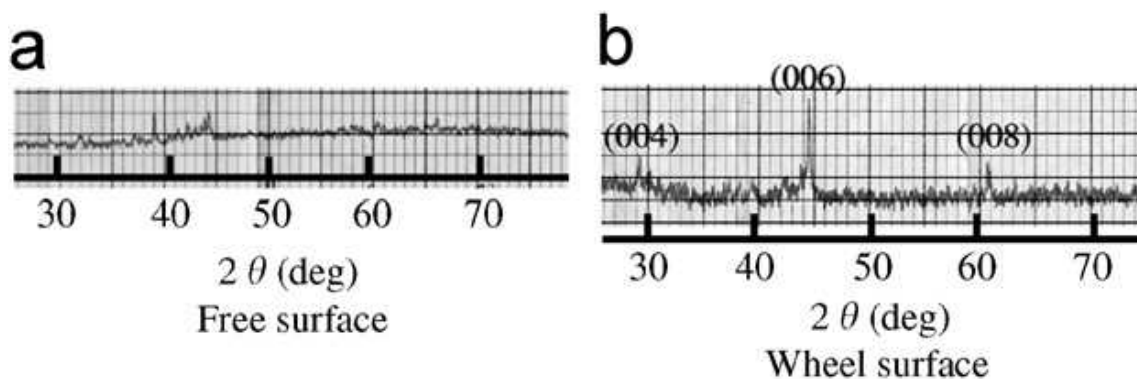 a
30 40 50 60 70
2 θ (deg)
Free surface
b
(006)
(004) (008)
30 40 50 60 70
2 θ (deg)
Wheel surface